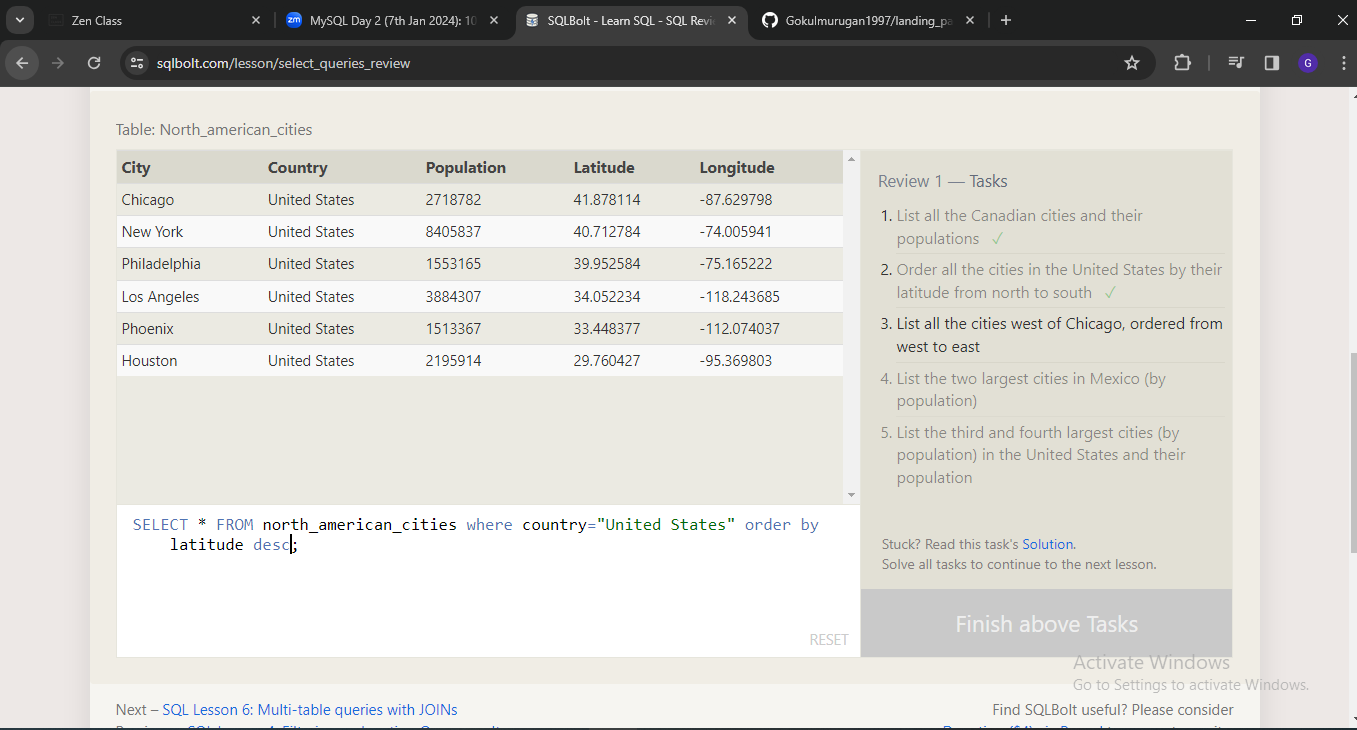 Zen Class
zm MySQL Day 2 (7th Jan 2024): 10
SQLBolt - Learn SQL - SQL Revie
Gokulmurugan1997/landing_pa
sqlbolt.com/lesson/select_queries_review
G
Table: North_american_cities
City Country Population Latitude Longitude
Chicago United States 2718782 41.878114 -87.629798
New York United States 8405837 40.712784 -74.005941
Philadelphia United States 1553165 39.952584 -75.165222
Los Angeles United States 3884307 34.052234 -118.243685
Phoenix United States 1513367 33.448377 -112.074037
Houston United States 2195914 29.760427 -95.369803
Review 1 — Tasks
1. List all the Canadian cities and their
populations ✓
2. Order all the cities in the United States by their
latitude from north to south ✓
3. List all the cities west of Chicago, ordered from
west to east
4. List the two largest cities in Mexico (by
population)
5. List the third and fourth largest cities (by
population) in the United States and their
population
SELECT * FROM north_american_cities where country="United States" order by
latitude desc;
RESET
Stuck? Read this task's Solution.
Solve all tasks to continue to the next lesson.
Finish above Tasks
Activate Windows
Go to Settings to activate Windows.
Next – SQL Lesson 6: Multi-table queries with JOINs
Find SQLBolt useful? Please consider